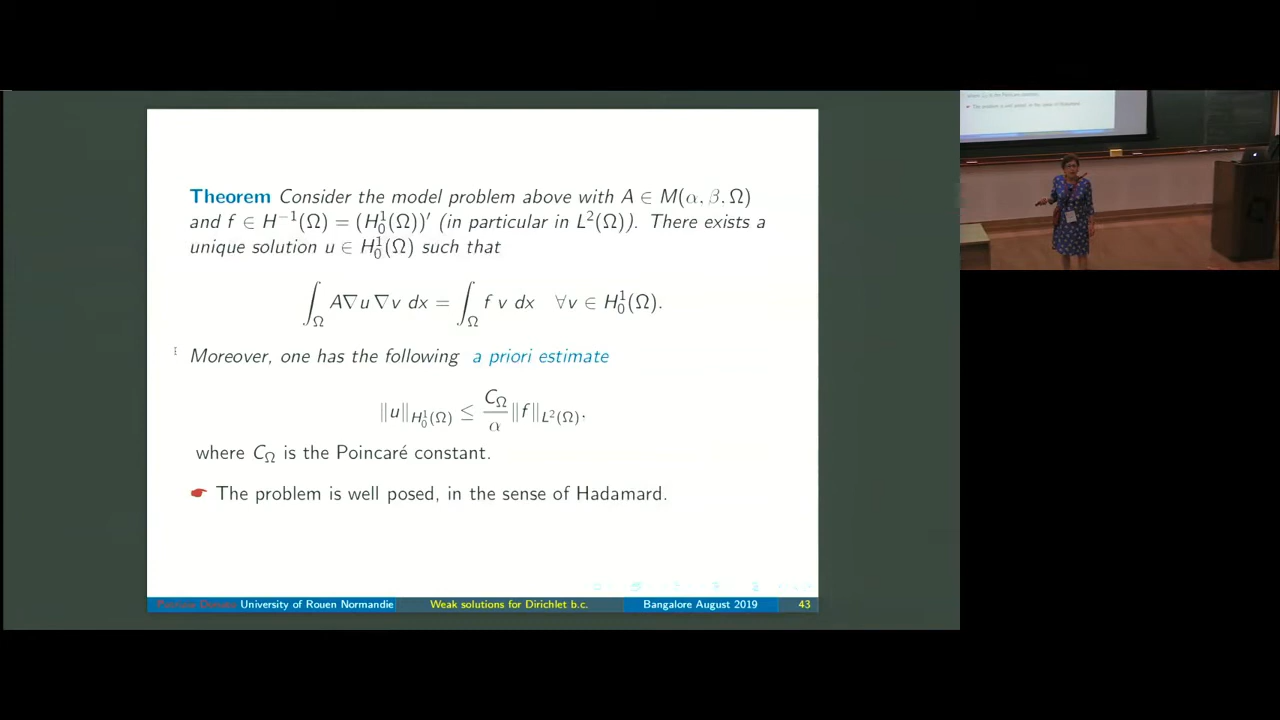 Theorem Consider the model problem above with A ∈ M(α, β, Ω)
and f ∈ H⁻¹(Ω) = (H¹₀(Ω))′ (in particular in L²(Ω)). There exists a
unique solution u ∈ H¹₀(Ω) such that
∫_Ω A∇u ∇v dx = ∫_Ω f v dx ∀v ∈ H¹₀(Ω).
Moreover, one has the following a priori estimate
‖u‖_{H¹₀(Ω)} ≤ C_Ω/α ‖f‖_{L²(Ω)}.
where C_Ω is the Poincaré constant.
The problem is well posed, in the sense of Hadamard.
University of Rouen Normandie Weak solutions for Dirichlet b.c. Bangalore August 2019 43